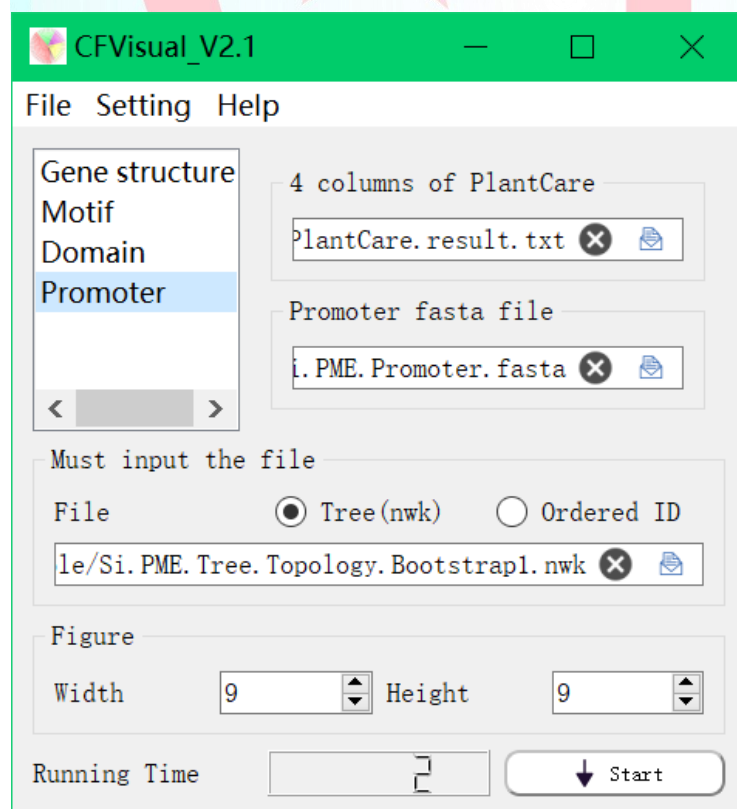 CFVisual_V2.1
File Setting Help
Gene structure
Motif
Domain
Promoter
4 columns of PlantCare
PlantCare.result.txt
Promoter fasta file
i.PME.Promoter.fasta
Must input the file
File Tree(nwk) Ordered ID
le/Si.PME.Tree.Topology.Bootstrap1.nwk
Figure
Width 9 Height 9
Running Time 2 Start